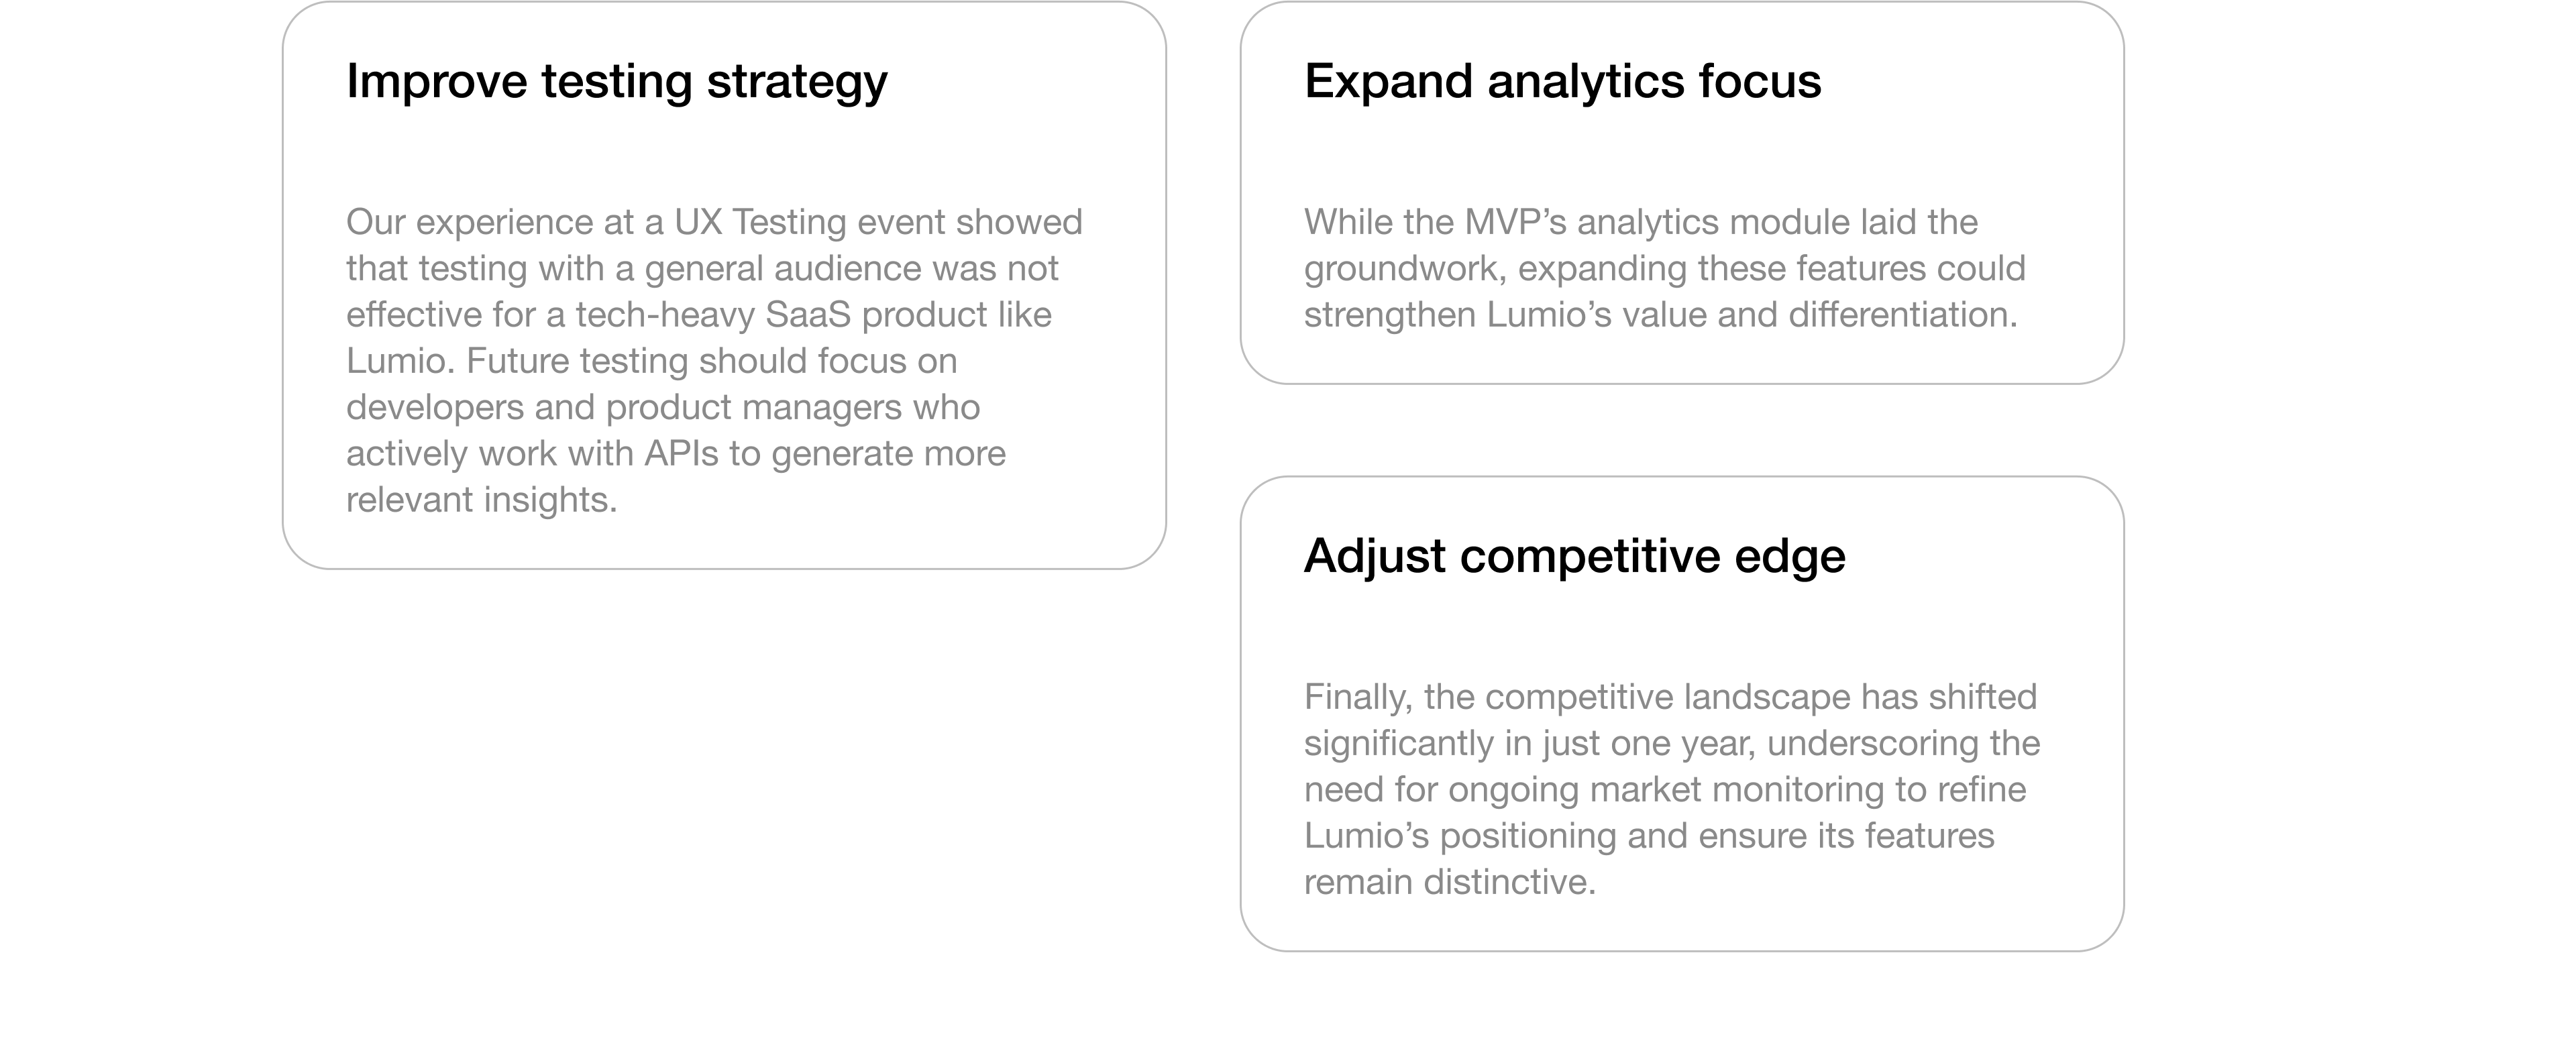 Improve testing strategy
Our experience at a UX Testing event showed
that testing with a general audience was not
effective for a tech-heavy SaaS product like
Lumio. Future testing should focus on
developers and product managers who
actively work with APIs to generate more
relevant insights.
Expand analytics focus
While the MVP’s analytics module laid the
groundwork, expanding these features could
strengthen Lumio’s value and differentiation.
Adjust competitive edge
Finally, the competitive landscape has shifted
significantly in just one year, underscoring the
need for ongoing market monitoring to refine
Lumio’s positioning and ensure its features
remain distinctive.